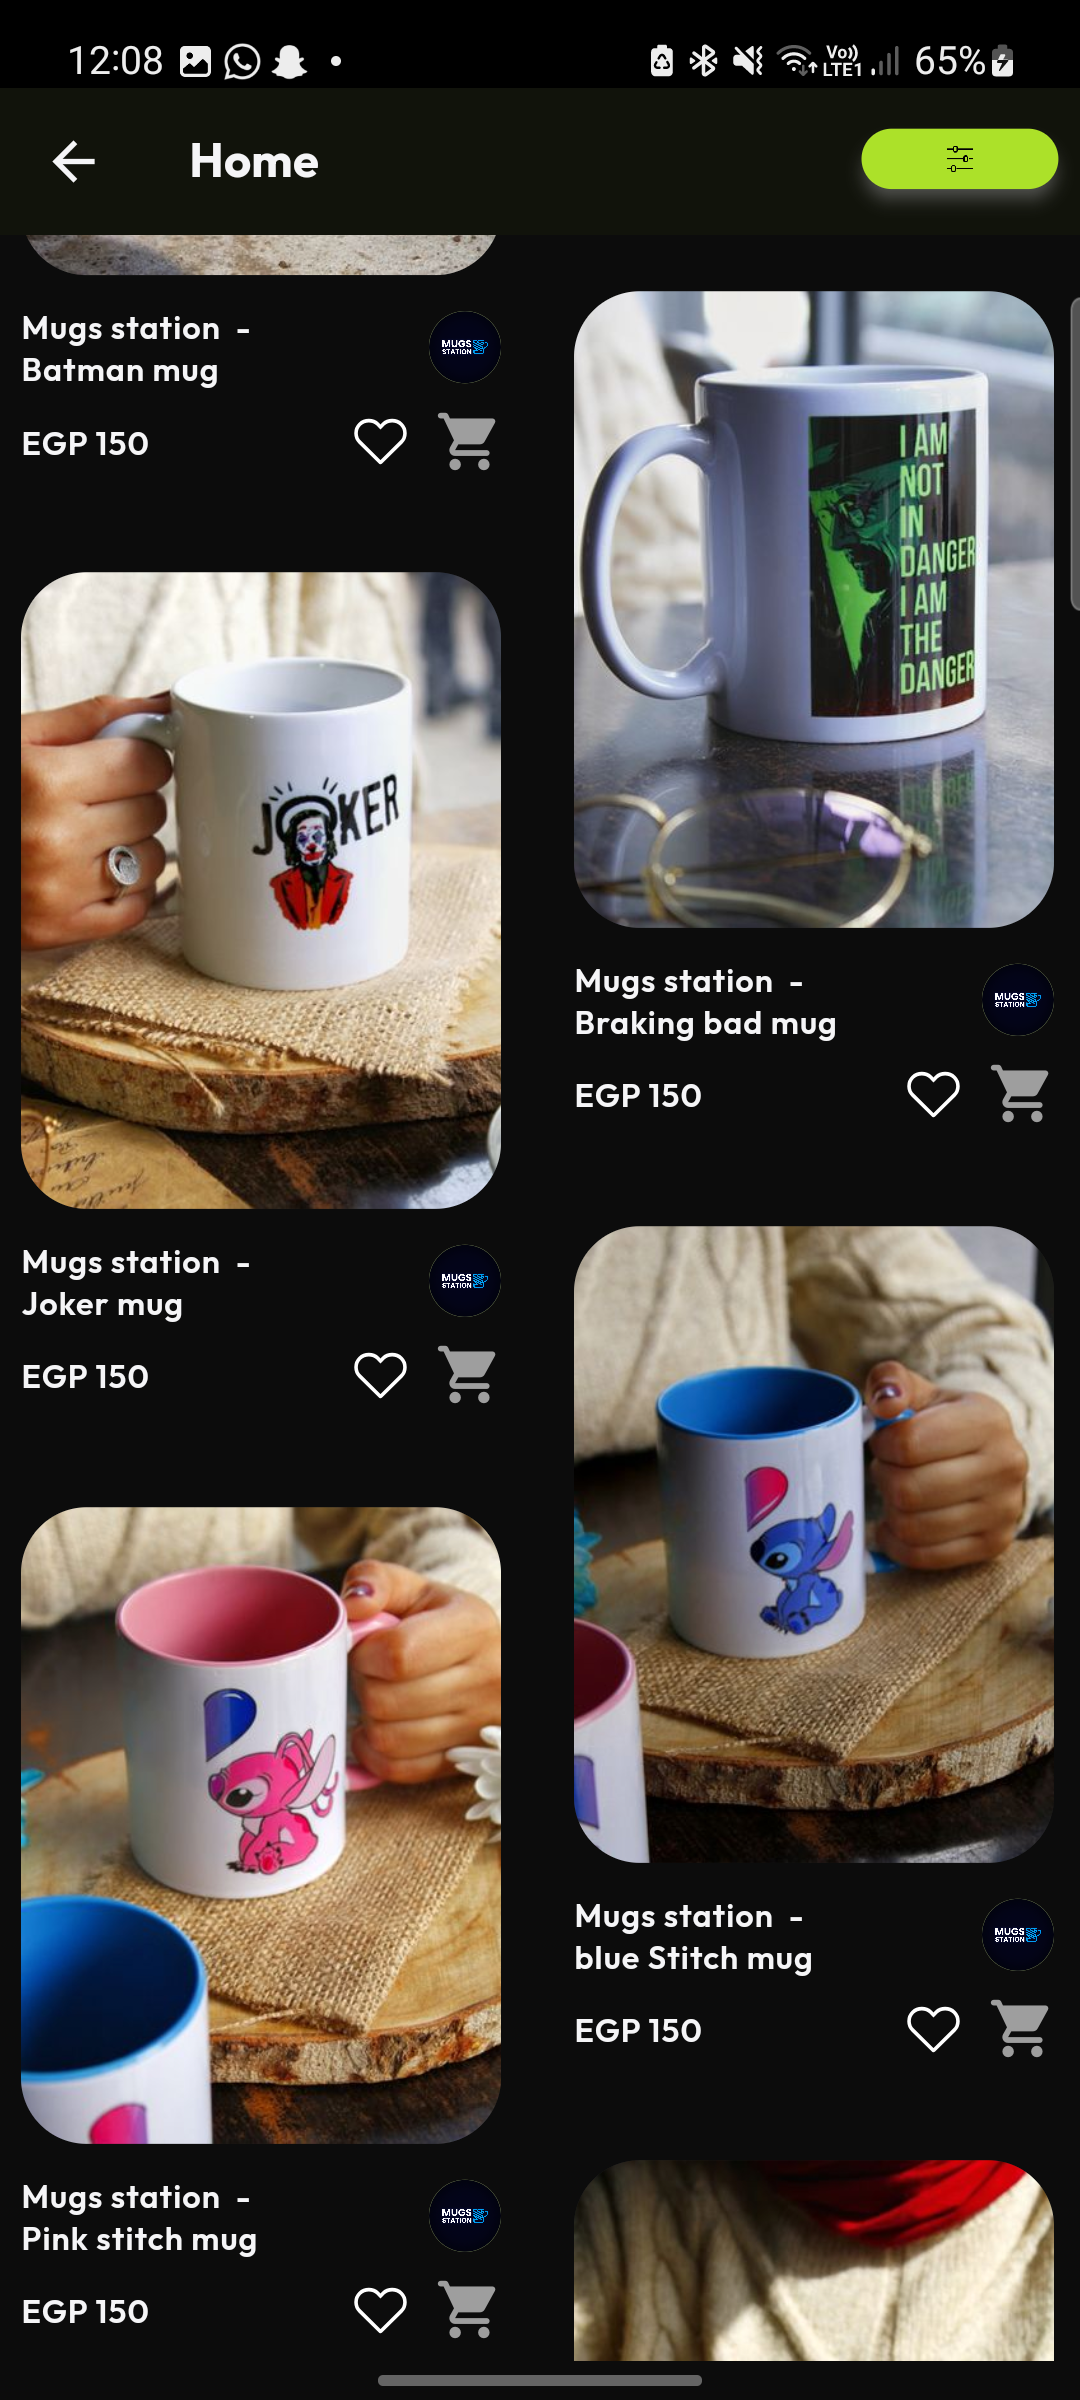 12:08
Vo)) LTE1 65%
Home
Mugs station -
Batman mug
MUGS
STATION
EGP 150
I AM
NOT
IN
DANGER
I AM
THE
DANGER
JOKER
Mugs station -
Braking bad mug
MUGS
STATION
EGP 150
Mugs station -
Joker mug
MUGS
STATION
EGP 150
Mugs station -
blue Stitch mug
MUGS
STATION
EGP 150
Mugs station -
Pink stitch mug
MUGS
STATION
EGP 150